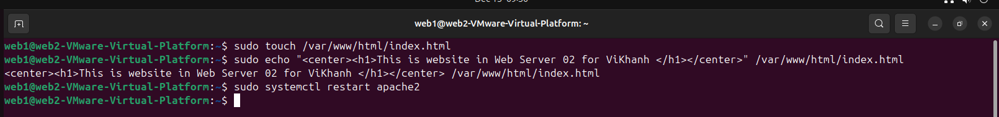 web1@web2-VMware-Virtual-Platform: ~
web1@web2-VMware-Virtual-Platform:~$ sudo touch /var/www/html/index.html
web1@web2-VMware-Virtual-Platform:~$ sudo echo "<center><h1>This is website in Web Server 02 for ViKhanh </h1></center>" /var/www/html/index.html
<center><h1>This is website in Web Server 02 for ViKhanh </h1></center> /var/www/html/index.html
web1@web2-VMware-Virtual-Platform:~$ sudo systemctl restart apache2
web1@web2-VMware-Virtual-Platform:~$